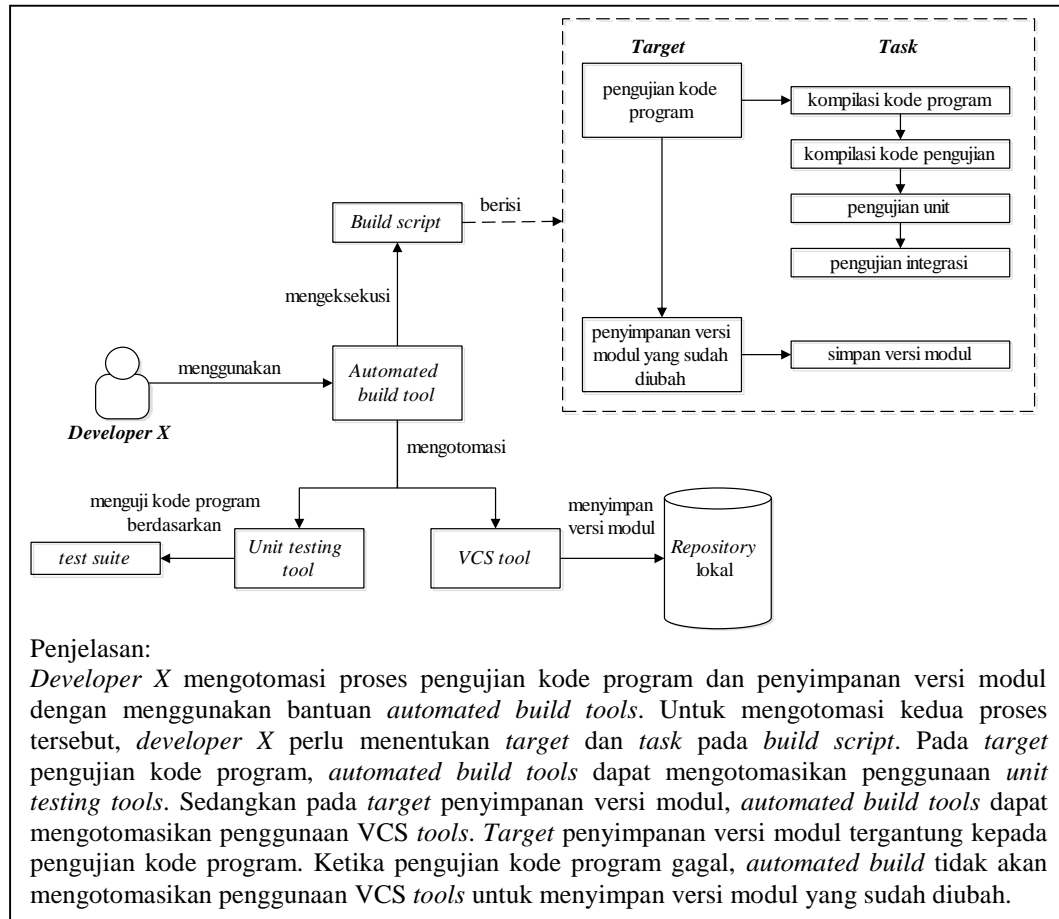 Target
Task
pengujian kode
program
kompilasi kode program
kompilasi kode pengujian
pengujian unit
pengujian integrasi
berisi
Build script
mengeksekusi
penyimpanan versi
modul yang sudah
diubah
simpan versi modul
menggunakan
Automated
build tool
Developer X
mengotomasi
menguji kode program
berdasarkan
test suite
Unit testing
tool
VCS tool
menyimpan
versi modul
Repository
lokal
Penjelasan:
Developer X mengotomasi proses pengujian kode program dan penyimpanan versi modul
dengan menggunakan bantuan automated build tools. Untuk mengotomasi kedua proses
tersebut, developer X perlu menentukan target dan task pada build script. Pada target
pengujian kode program, automated build tools dapat mengotomasikan penggunaan unit
testing tools. Sedangkan pada target penyimpanan versi modul, automated build tools dapat
mengotomasikan penggunaan VCS tools. Target penyimpanan versi modul tergantung kepada
pengujian kode program. Ketika pengujian kode program gagal, automated build tidak akan
mengotomasikan penggunaan VCS tools untuk menyimpan versi modul yang sudah diubah.